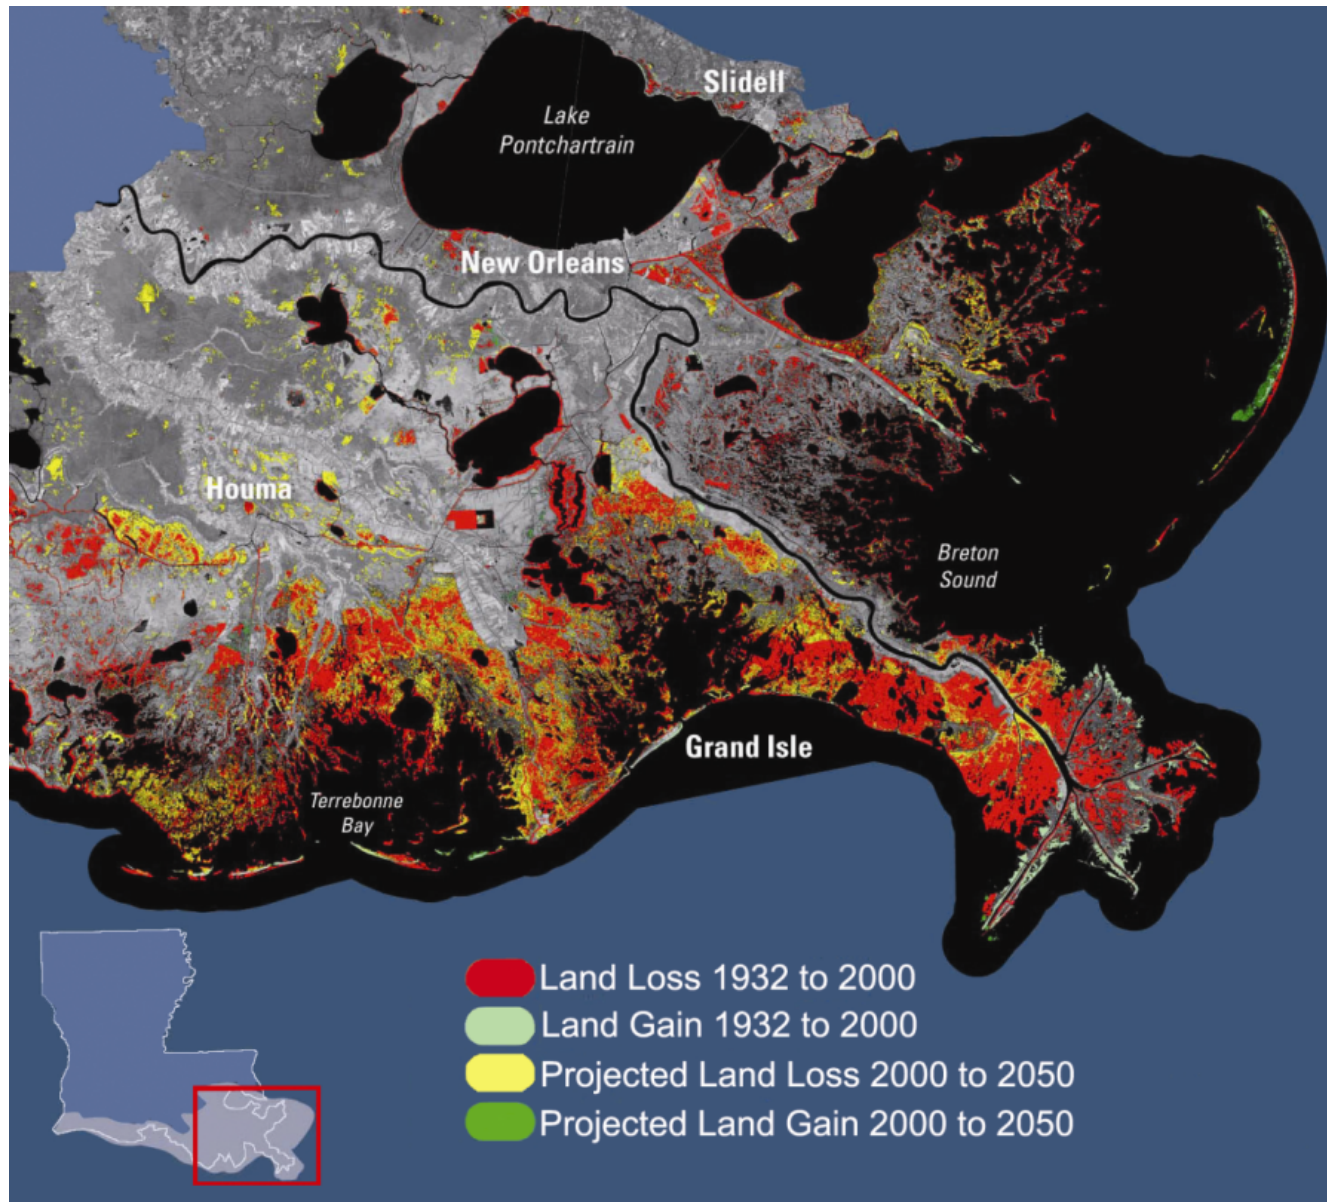 Slidell
Lake
Pontchartrain
New Orleans
Houma
Breton
Sound
Grand Isle
Terrebonne
Bay
Land Loss 1932 to 2000
Land Gain 1932 to 2000
Projected Land Loss 2000 to 2050
Projected Land Gain 2000 to 2050